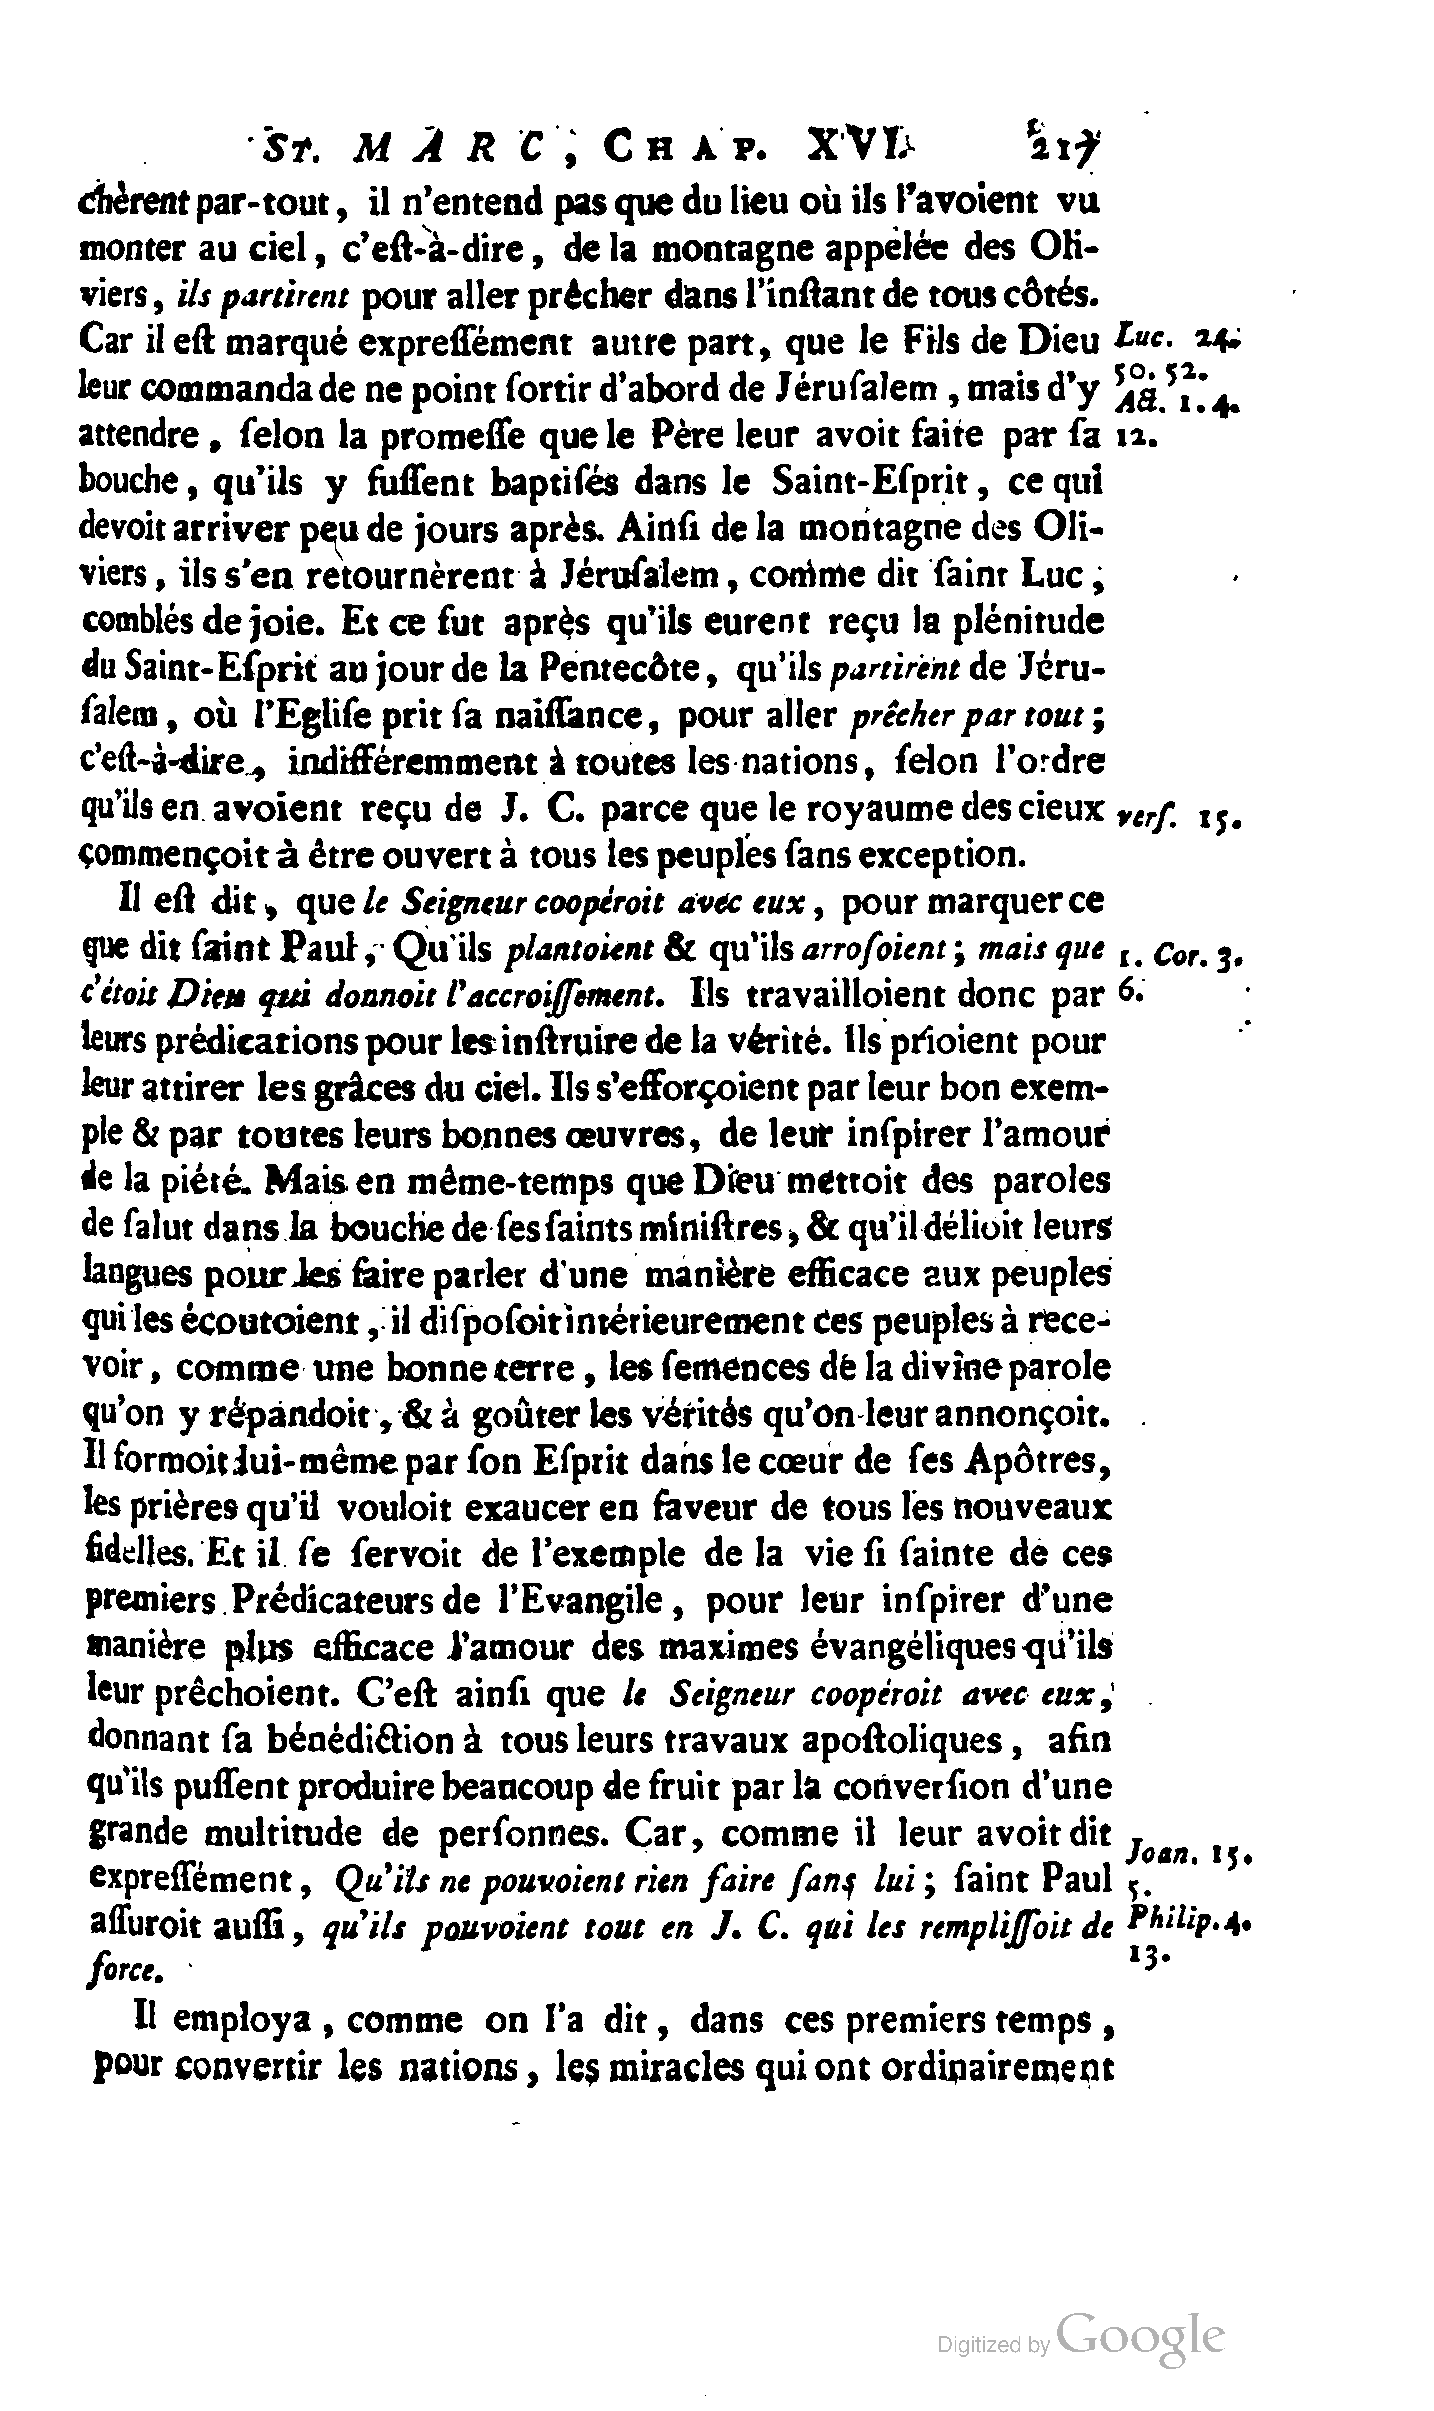 St. MARC, CHAP. XVI. 217
chèrent par-tout, il n'entend pas que du lieu où ils l'avoient vu
monter au ciel, c'eſt-à-dire, de la montagne appelée des Oli-
viers, ils partirent pour aller prêcher dans l'inſtant de tous côtés.
Car il eſt marqué expreſſément autre part, que le Fils de Dieu Luc. 24.
leur commanda de ne point ſortir d'abord de Jéruſalem, mais d'y 50. 52. Act. 1. 4.
attendre, ſelon la promeſſe que le Père leur avoit faite par ſa 12.
bouche, qu'ils y fuſſent baptiſés dans le Saint-Eſprit, ce qui
devoit arriver peu de jours après. Ainſi de la montagne des Oli-
viers, ils s'en retournèrent à Jéruſalem, comme dit ſaint Luc,
comblés de joie. Et ce fut après qu'ils eurent reçu la plénitude
du Saint-Eſprit au jour de la Pentecôte, qu'ils partirent de Jéru-
ſalem, où l'Egliſe prit ſa naiſſance, pour aller prêcher par tout;
c'eſt-à-dire, indifféremment à toutes les nations, ſelon l'ordre
qu'ils en avoient reçu de J. C. parce que le royaume des cieux verſ. 15.
commençoit à être ouvert à tous les peuples ſans exception.
Il eſt dit, que le Seigneur coopéroit avec eux, pour marquer ce
que dit ſaint Paul, Qu'ils plantoient & qu'ils arroſoient; mais que 1. Cor. 3.
c'étoit Dieu qui donnoit l'accroiſſement. Ils travailloient donc par 6.
leurs prédications pour les inſtruire de la vérité. Ils prioient pour
leur attirer les grâces du ciel. Ils s'efforçoient par leur bon exem-
ple & par toutes leurs bonnes œuvres, de leur inſpirer l'amour
de la piété. Mais en même-temps que Dieu mettoit des paroles
de ſalut dans la bouche de ſes ſaints miniſtres, & qu'il délioit leurs
langues pour les faire parler d'une manière efficace aux peuples
qui les écoutoient, il diſpoſoit intérieurement ces peuples à rece-
voir, comme une bonne terre, les ſemences de la divine parole
qu'on y répandoit, & à goûter les vérités qu'on leur annonçoit.
Il formoit lui-même par ſon Eſprit dans le cœur de ſes Apôtres,
les prières qu'il vouloit exaucer en faveur de tous les nouveaux
fidelles. Et il ſe ſervoit de l'exemple de la vie ſi ſainte de ces
premiers Prédicateurs de l'Evangile, pour leur inſpirer d'une
manière plus efficace l'amour des maximes évangéliques qu'ils
leur prêchoient. C'eſt ainſi que le Seigneur coopéroit avec eux,
donnant ſa bénédiction à tous leurs travaux apoſtoliques, afin
qu'ils puſſent produire beaucoup de fruit par la converſion d'une
grande multitude de perſonnes. Car, comme il leur avoit dit Joan. 15.
expreſſément, Qu'ils ne pouvoient rien faire ſans lui; ſaint Paul 5.
aſſuroit auſſi, qu'ils pouvoient tout en J. C. qui les rempliſſoit de Philip. 4.
force. 13.
Il employa, comme on l'a dit, dans ces premiers temps,
pour convertir les nations, les miracles qui ont ordinairement
Digitized by Google